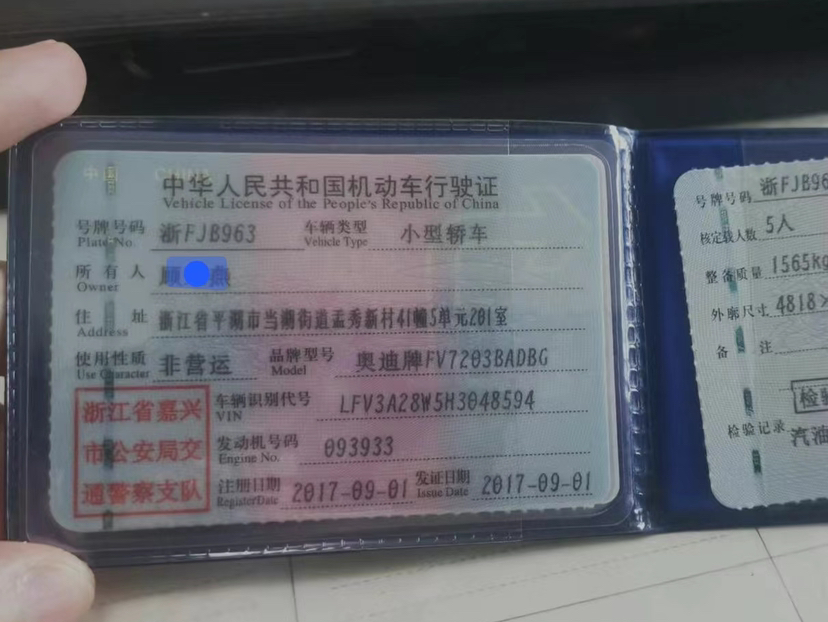 中国 CHINA
中华人民共和国机动车行驶证
Vehicle License of the People's Republic of China
号牌号码 浙FJB963 车辆类型 小型轿车
Plate No. Vehicle Type
所有人
Owner
住址 浙江省平湖市当湖街道孟秀新村41幢5单元201室
Address
使用性质 非营运 品牌型号 奥迪牌FV7203BADBG
Use Character Model
浙江省嘉兴
市公安局交
通警察支队
车辆识别代号 LFV3A28W5H3048594
VIN
发动机号码 093933
Engine No.
注册日期 2017-09-01 发证日期 2017-09-01
Register Date Issue Date
号牌号码 浙FJB96
核定载人数 5人
整备质量 1565kg
外廓尺寸 4818×
备注
检验
检验记录 汽油